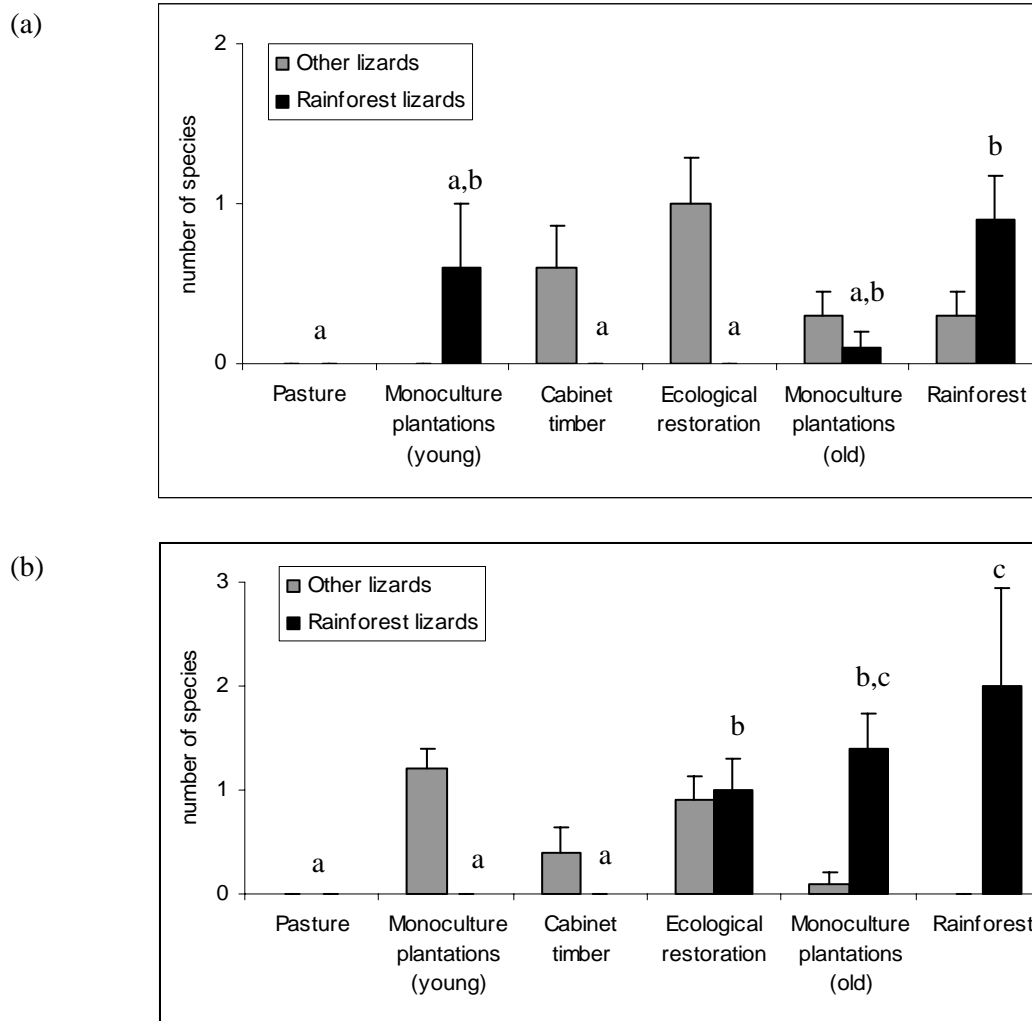 (a)
2
Other lizards
Rainforest lizards
number of species
1
0
a
a,b
a
a
a,b
b
Pasture
Monoculture
plantations
(young)
Cabinet
timber
Ecological
restoration
Monoculture
plantations
(old)
Rainforest
(b)
3
Other lizards
Rainforest lizards
number of species
2
1
0
a
a
a
b
b,c
c
Pasture
Monoculture
plantations
(young)
Cabinet
timber
Ecological
restoration
Monoculture
plantations
(old)
Rainforest